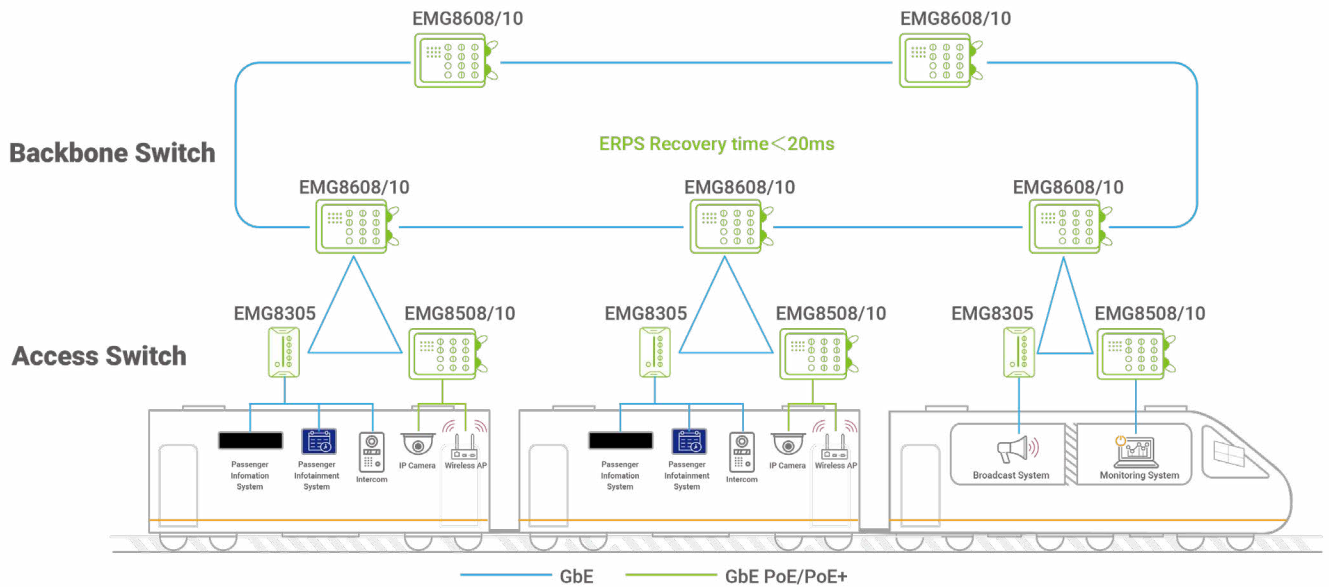 EMG8608/10
EMG8608/10
Backbone Switch
ERPS Recovery time<20ms
EMG8608/10
EMG8608/10
EMG8608/10
EMG8305
EMG8508/10
EMG8305
EMG8508/10
EMG8305
EMG8508/10
Access Switch
Passenger
Infomation
System
Passenger
Infotainment
System
Intercom
IP Camera
Wireless AP
Passenger
Infomation
System
Passenger
Infotainment
System
Intercom
IP Camera
Wireless AP
Broadcast System
Monitoring System
GbE
GbE PoE/PoE+